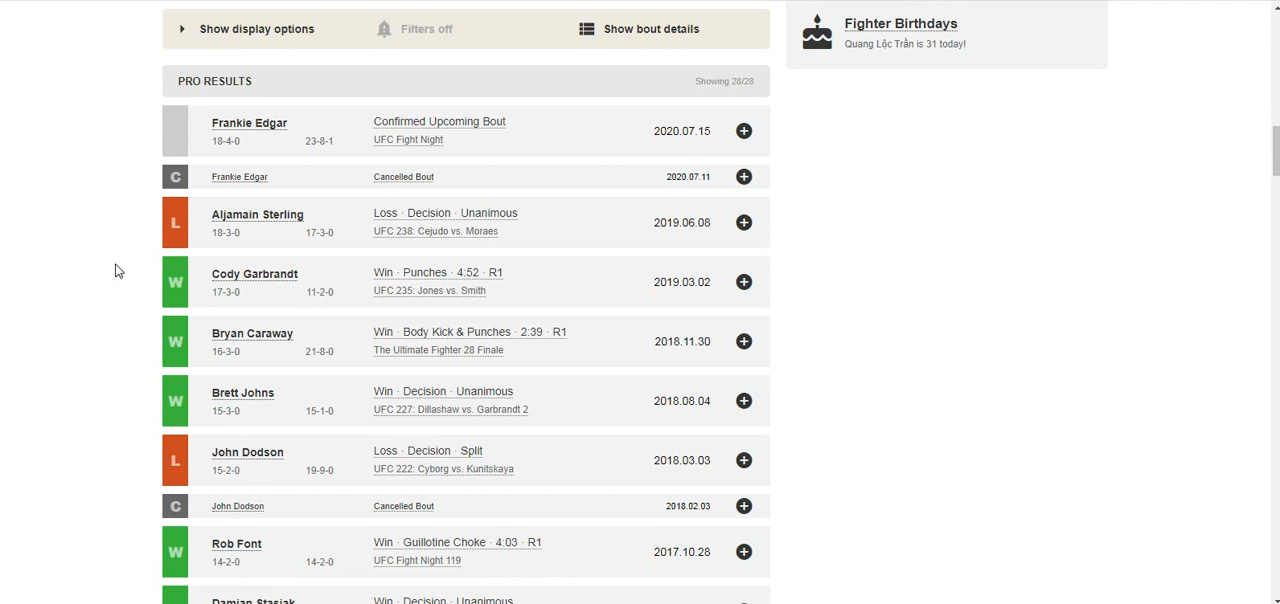 Show display options
Filters off
Show bout details
Fighter Birthdays
Quang Lộc Trần is 31 today!
PRO RESULTS
Showing 28/28
Frankie Edgar
18-4-0 23-8-1
Confirmed Upcoming Bout
UFC Fight Night
2020.07.15
C
Frankie Edgar
Cancelled Bout
2020.07.11
L
Aljamain Sterling
18-3-0 17-3-0
Loss · Decision · Unanimous
UFC 238: Cejudo vs. Moraes
2019.06.08
W
Cody Garbrandt
17-3-0 11-2-0
Win · Punches · 4:52 · R1
UFC 235: Jones vs. Smith
2019.03.02
W
Bryan Caraway
16-3-0 21-8-0
Win · Body Kick & Punches · 2:39 · R1
The Ultimate Fighter 28 Finale
2018.11.30
W
Brett Johns
15-3-0 15-1-0
Win · Decision · Unanimous
UFC 227: Dillashaw vs. Garbrandt 2
2018.08.04
L
John Dodson
15-2-0 19-9-0
Loss · Decision · Split
UFC 222: Cyborg vs. Kunitskaya
2018.03.03
C
John Dodson
Cancelled Bout
2018.02.03
W
Rob Font
14-2-0 14-2-0
Win · Guillotine Choke · 4:03 · R1
UFC Fight Night 119
2017.10.28
Damian Stasiak
Win · Decision · Unanimous